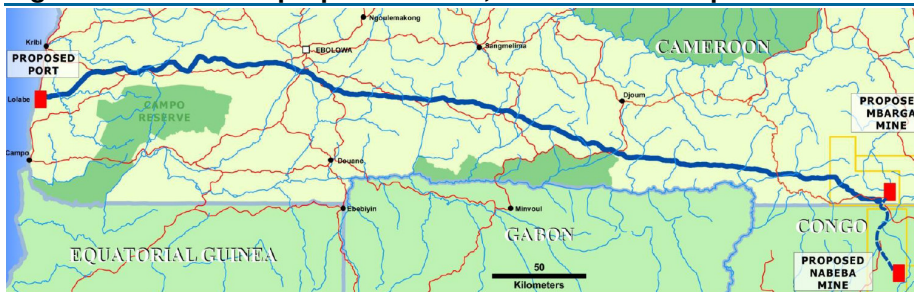 Ngoulemakong
Kribi
EBOLOWA
Sangmelima
CAMEROON
PROPOSED
PORT
Lolabe
CAMPO
RESERVE
Djoum
PROPOSE
MBARGA
MINE
Campo
Ebebiyin
Minvoul
EQUATORIAL GUINEA
GABON
CONGO
50
Kilometers
PROPOSED
NABEBA
MINE